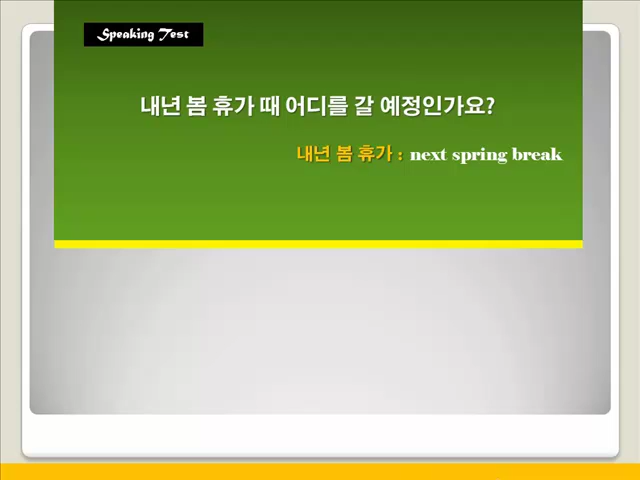 Speaking Test
내년 봄 휴가 때 어디를 갈 예정인가요?
내년 봄 휴가 : next spring break